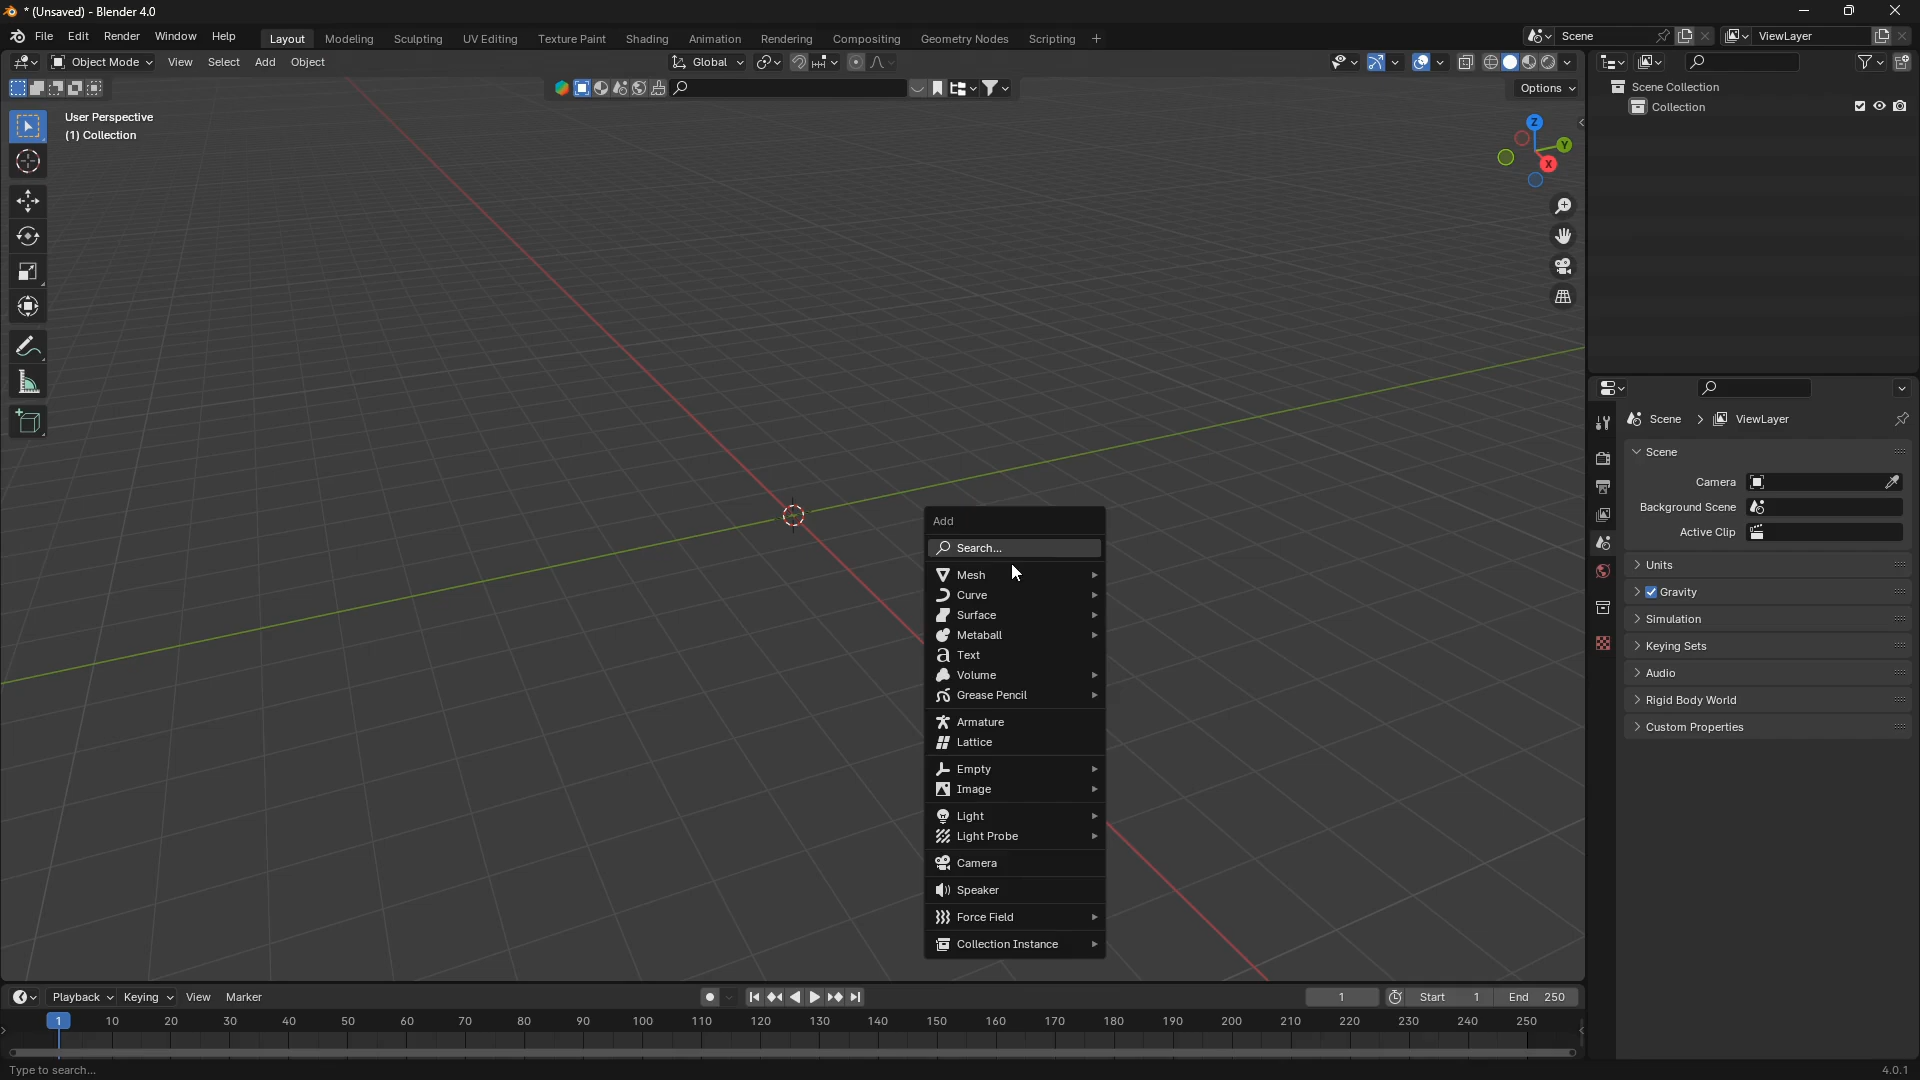 * (Unsaved) - Blender 4.0
File Edit Render Window Help Layout Modeling Sculpting UV Editing Texture Paint Shading Animation Rendering Compositing Geometry Nodes Scripting + Scene ViewLayer
Object Mode View Select Add Object Global
Options
User Perspective
(1) Collection
Z
Y
X
Scene Collection
Collection
Add
Search...
Mesh
Curve
Surface
Metaball
Text
Volume
Grease Pencil
Armature
Lattice
Empty
Image
Light
Light Probe
Camera
Speaker
Force Field
Collection Instance
Scene > ViewLayer
Scene
Camera
Background Scene
Active Clip
Units
Gravity
Simulation
Keying Sets
Audio
Rigid Body World
Custom Properties
Playback Keying View Marker 1 Start 1 End 250
1 10 20 30 40 50 60 70 80 90 100 110 120 130 140 150 160 170 180 190 200 210 220 230 240 250
Type to search... 4.0.1